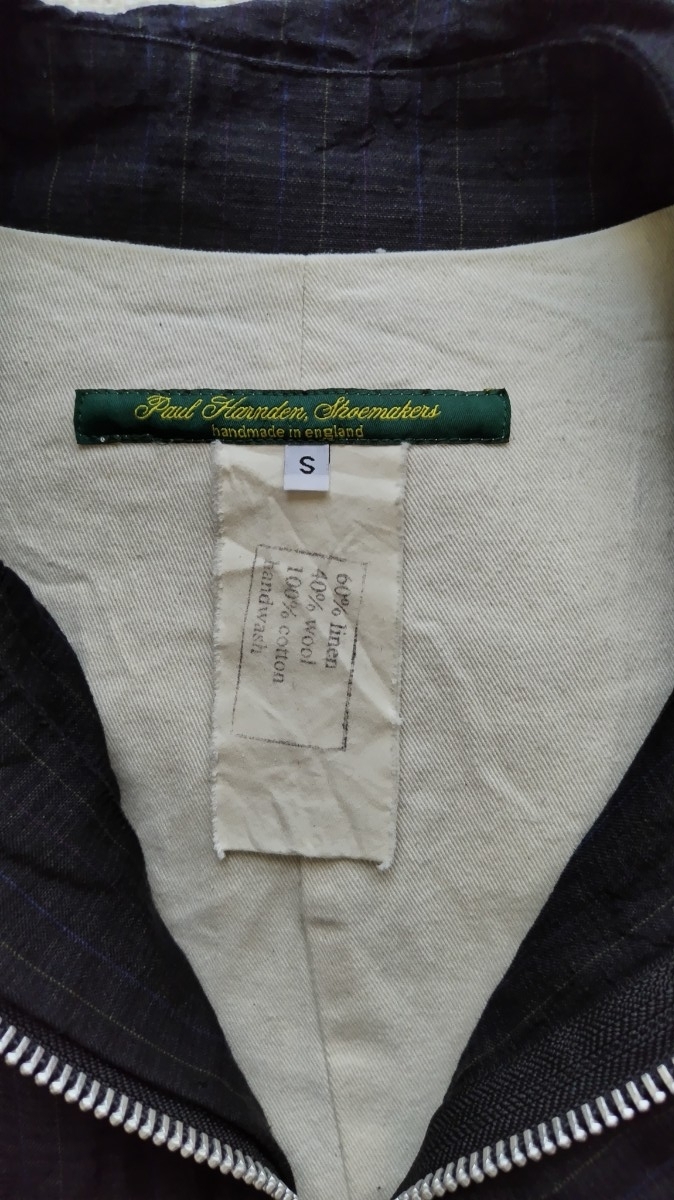 Paul Harnden, Shoemakers
handmade in england
S
60% linen
40% wool
100% cotton
handwash